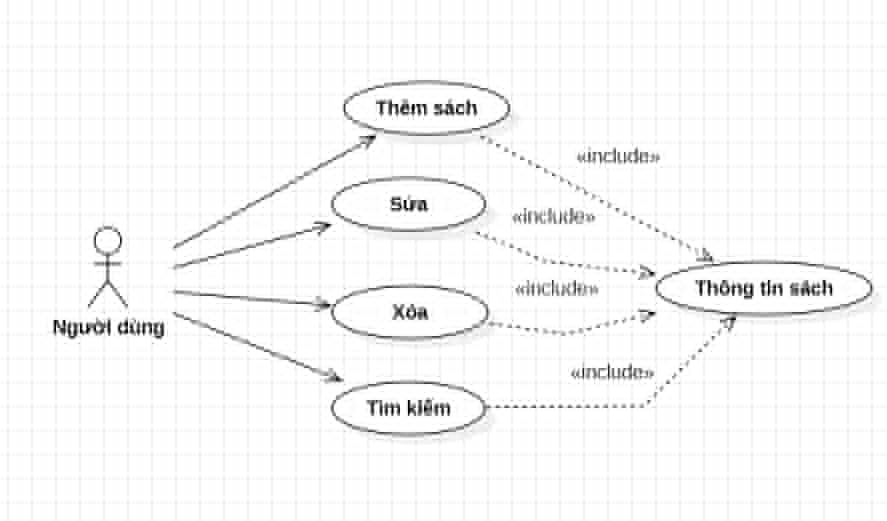 Thêm sách
«include»
Sửa
«include»
Thông tin sách
«include»
Xóa
Người dùng
«include»
Tìm kiếm